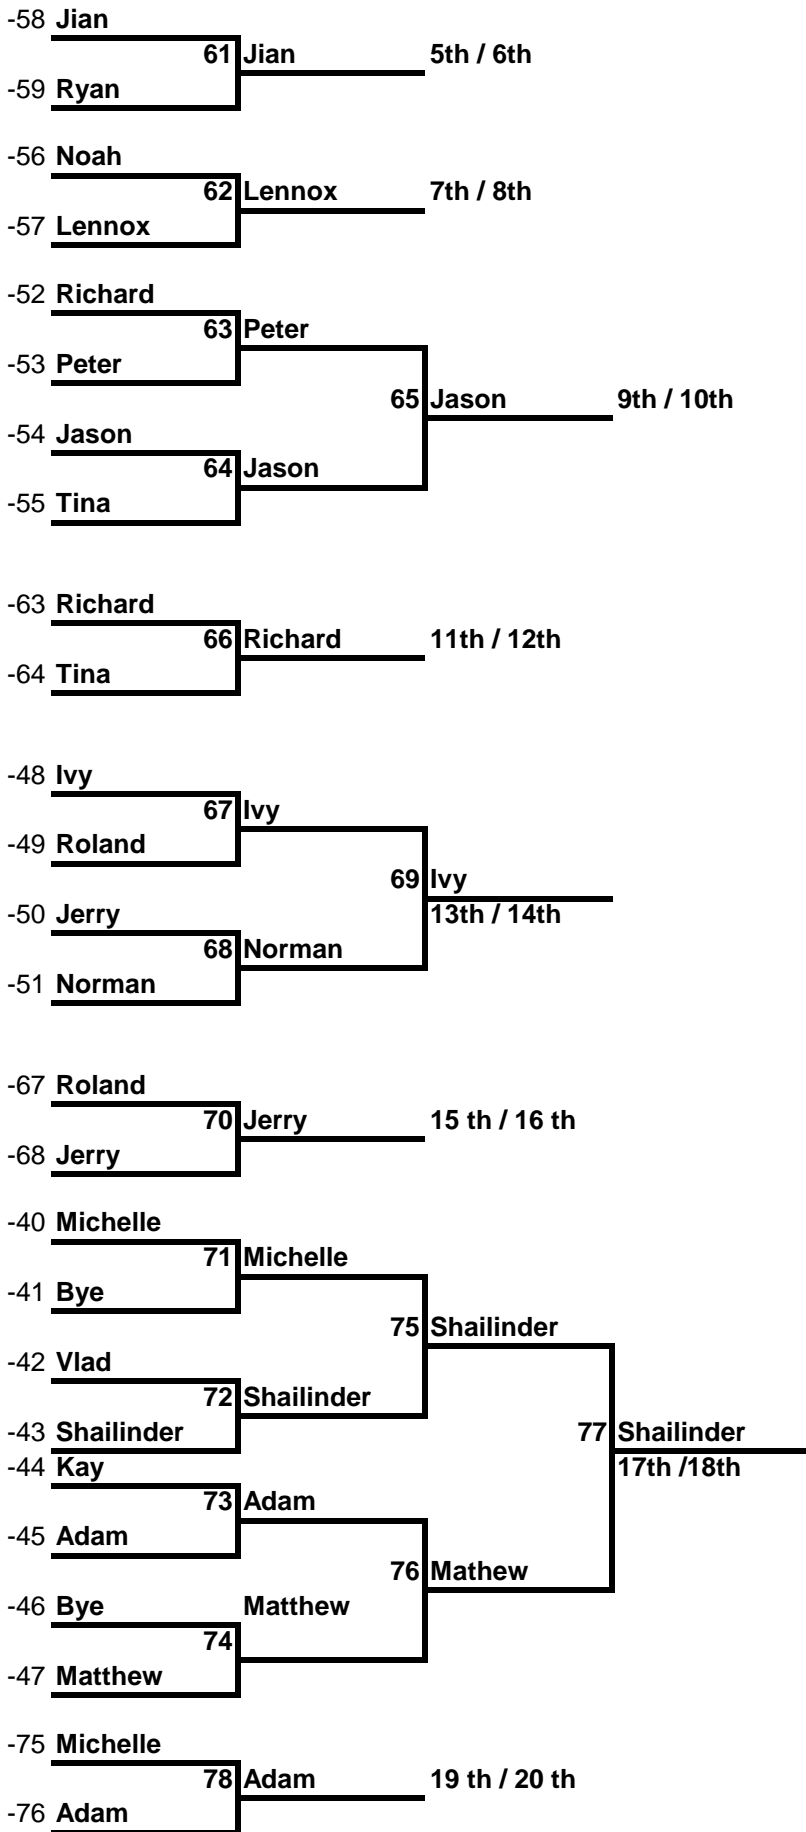 -58 Jian
61 Jian 5th / 6th
-59 Ryan
-56 Noah
62 Lennox 7th / 8th
-57 Lennox
-52 Richard
63 Peter
-53 Peter
65 Jason 9th / 10th
-54 Jason
64 Jason
-55 Tina
-63 Richard
66 Richard 11th / 12th
-64 Tina
-48 Ivy
67 Ivy
-49 Roland
69 Ivy
-50 Jerry 13th / 14th
68 Norman
-51 Norman
-67 Roland
70 Jerry 15 th / 16 th
-68 Jerry
-40 Michelle
71 Michelle
-41 Bye
75 Shailinder
-42 Vlad
72 Shailinder
-43 Shailinder 77 Shailinder
-44 Kay 17th /18th
73 Adam
-45 Adam
76 Mathew
-46 Bye Matthew
74
-47 Matthew
-75 Michelle
78 Adam 19 th / 20 th
-76 Adam